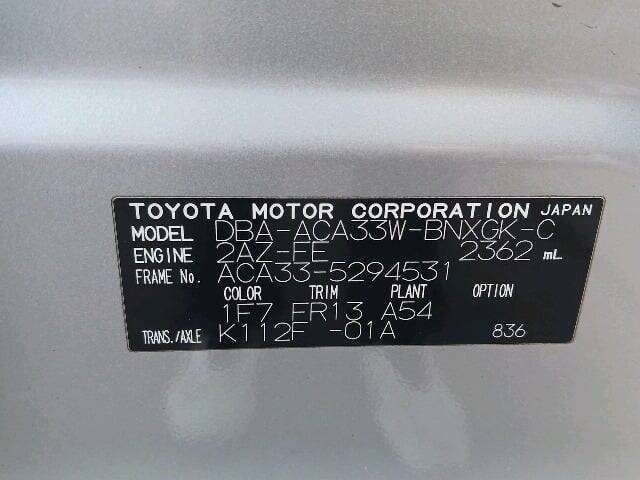 TOYOTA MOTOR CORPORATION JAPAN
MODEL DBA-ACA33W-BNXGK-C
ENGINE 2AZ-FE 2362 mL
FRAME No. ACA33-5294531
COLOR TRIM PLANT OPTION
1F7 FR13 A54
TRANS./AXLE K112F -01A 836